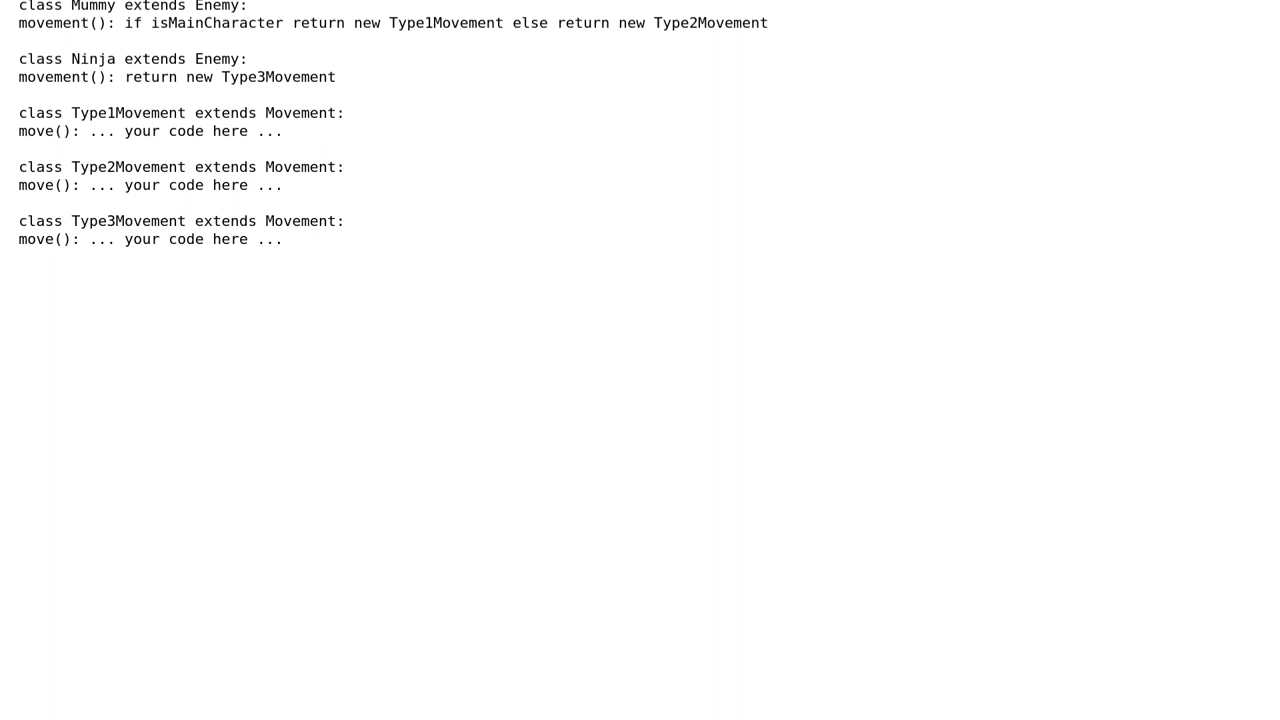 class Mummy extends Enemy:
movement(): if isMainCharacter return new Type1Movement else return new Type2Movement
class Ninja extends Enemy:
movement(): return new Type3Movement
class Type1Movement extends Movement:
move(): ... your code here ...
class Type2Movement extends Movement:
move(): ... your code here ...
class Type3Movement extends Movement:
move(): ... your code here ...